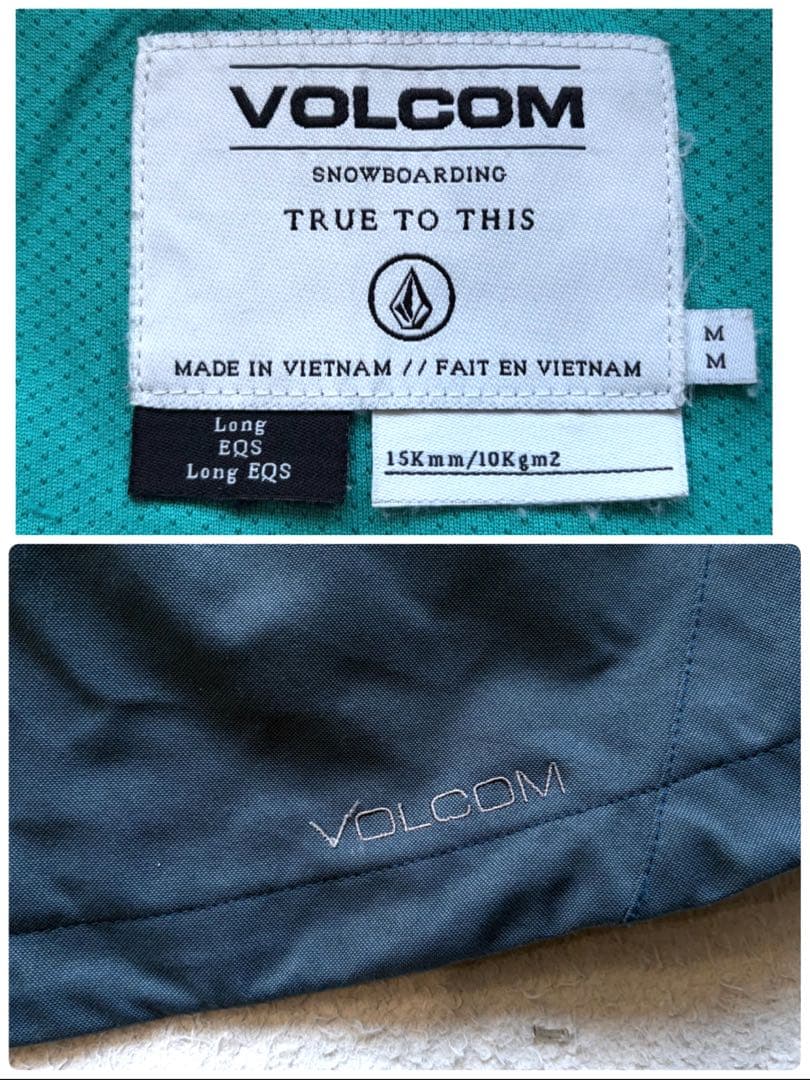 VOLCOM
SNOWBOARDING
TRUE TO THIS
MADE IN VIETNAM // FAIT EN VIETNAM
M
M
Long
EQS
Long EQS
15Kmm/10Kgm2
VOLCOM